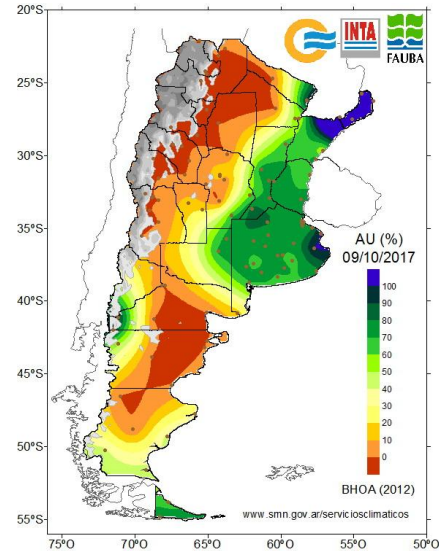 20°S
25°S
30°S
35°S
40°S
45°S
50°S
55°S
INTA
FAUBA
AU (%)
09/10/2017
100
90
80
70
60
50
40
30
20
10
0
BHOA (2012)
www.smn.gov.ar/serviciosclimaticos
75°O 70°O 65°O 60°O 55°O 50°O